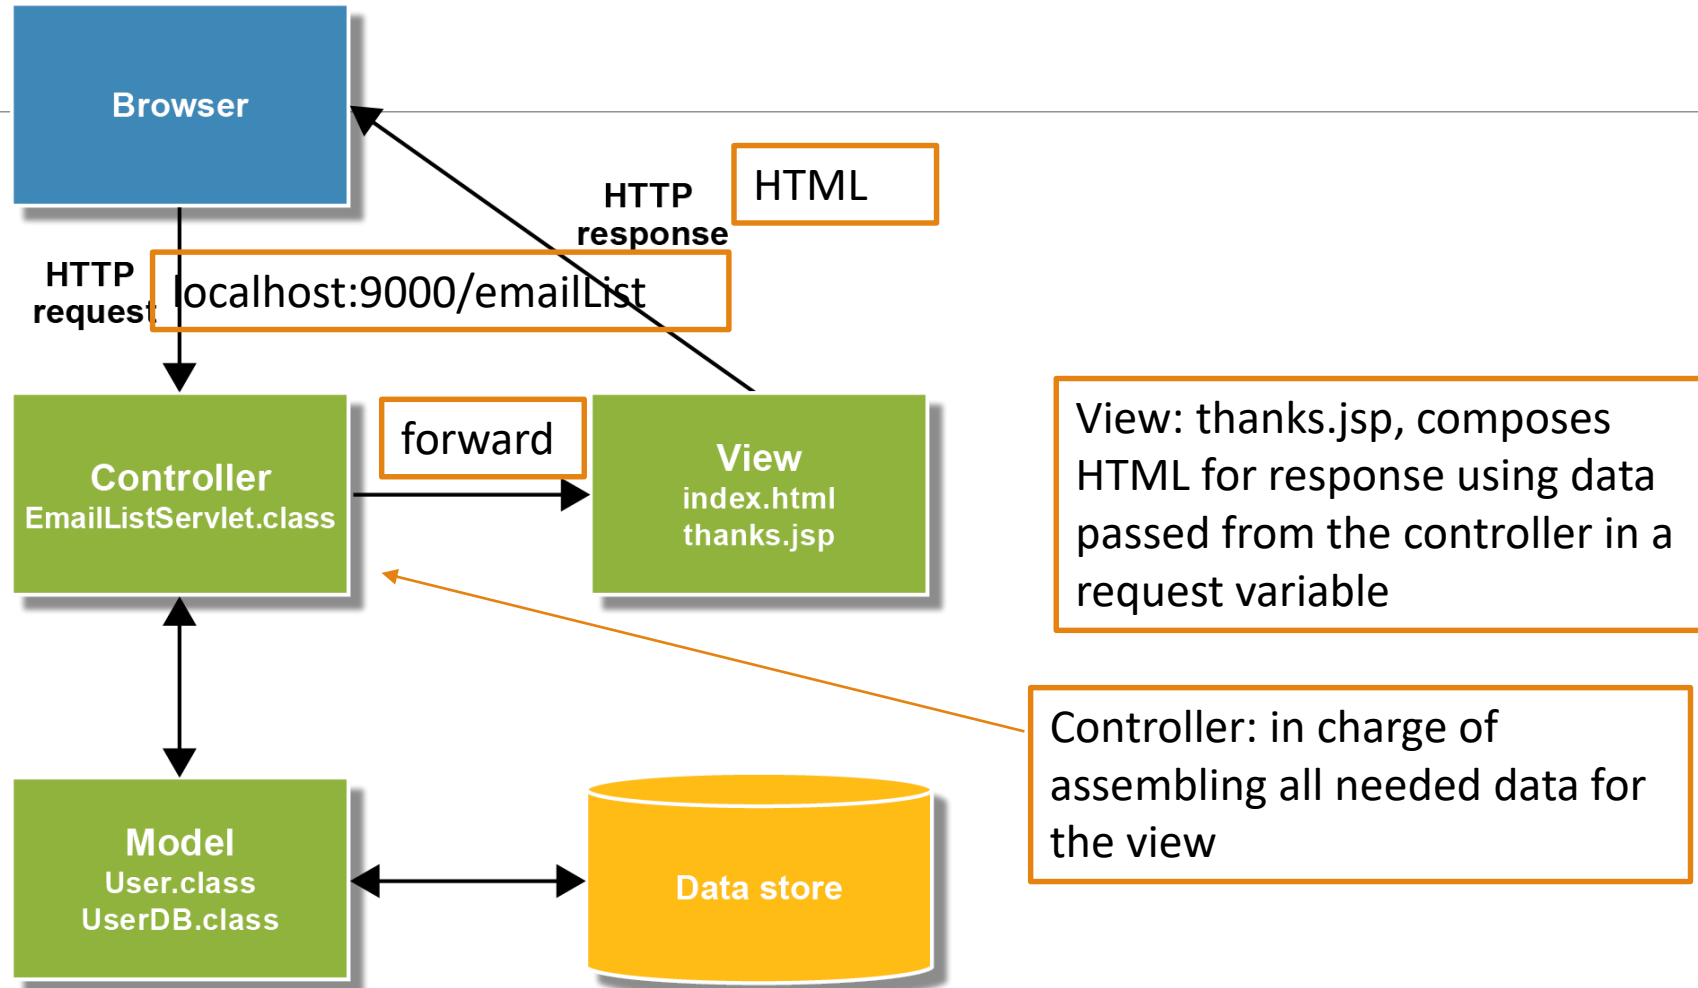 Browser
HTML
HTTP
response
HTTP
request
localhost:9000/emailList
forward
Controller
EmailListServlet.class
View
index.html
thanks.jsp
View: thanks.jsp, composes
HTML for response using data
passed from the controller in a
request variable
Controller: in charge of
assembling all needed data for
the view
Model
User.class
UserDB.class
Data store